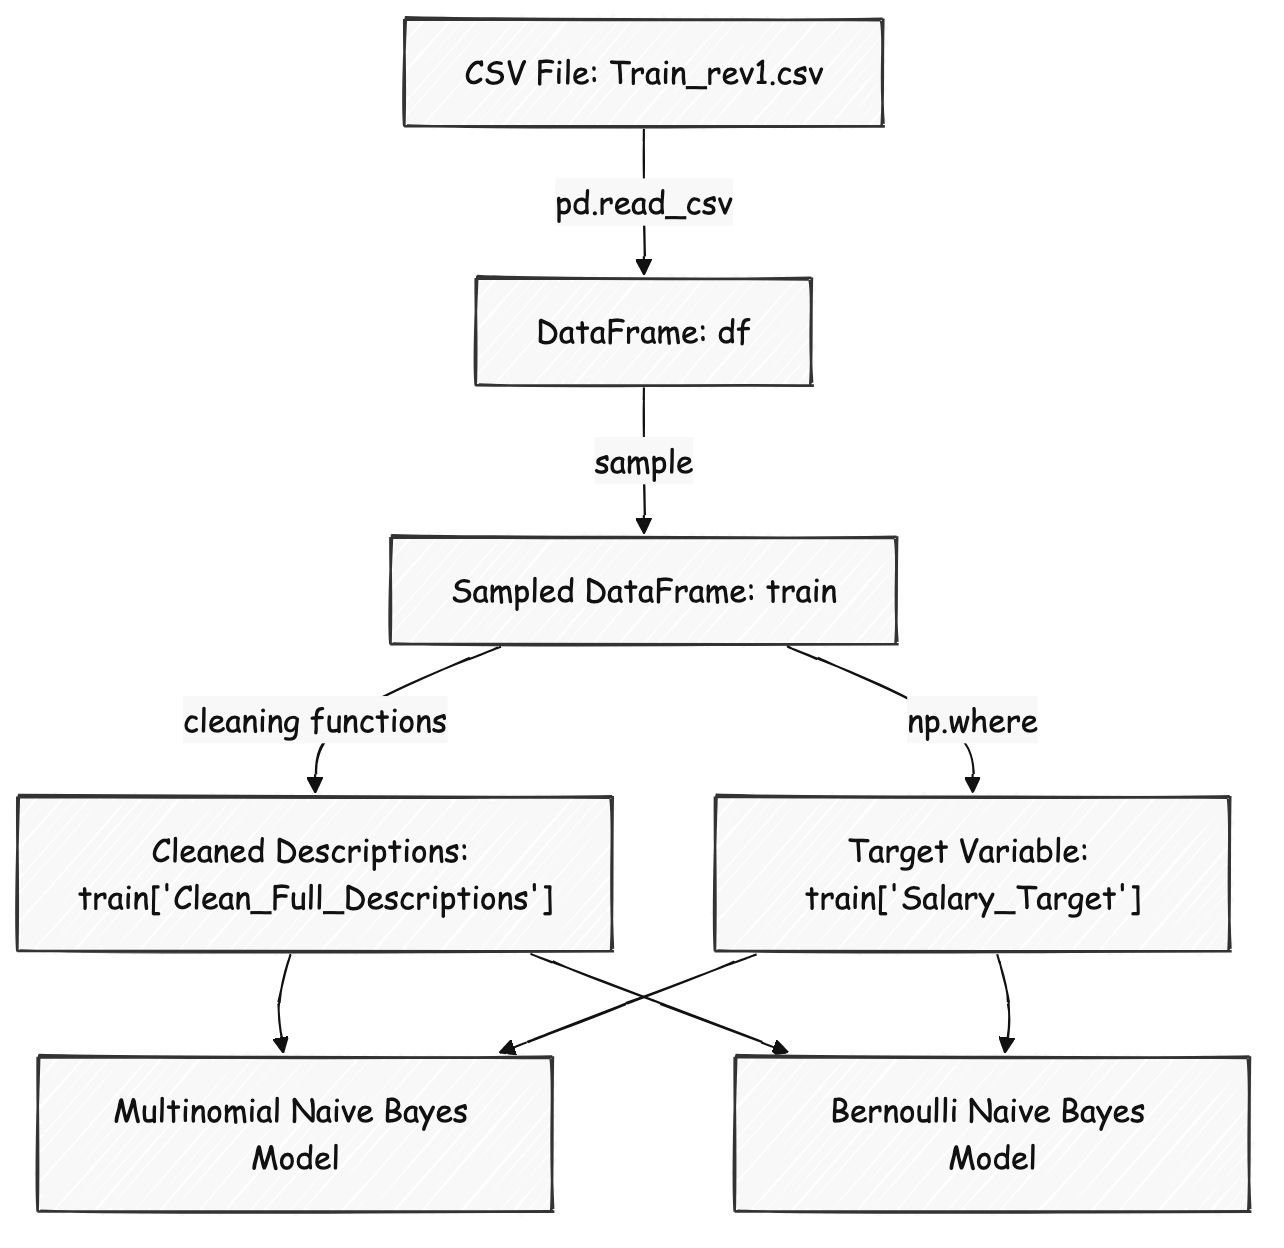 CSV File: Train_rev1.csv
pd.read_csv
DataFrame: df
sample
Sampled DataFrame: train
cleaning functions
np.where
Cleaned Descriptions:
train['Clean_Full_Descriptions']
Target Variable:
train['Salary_Target']
Multinomial Naive Bayes
Model
Bernoulli Naive Bayes
Model